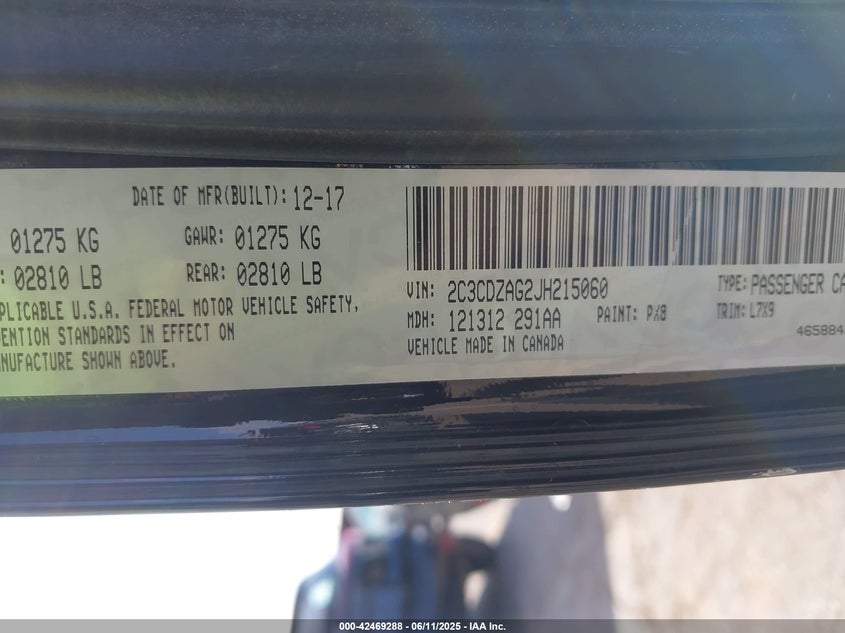 DATE OF MFR(BUILT): 12-17
01275 KG GAWR: 01275 KG
: 02810 LB REAR: 02810 LB
PLICABLE U.S.A. FEDERAL MOTOR VEHICLE SAFETY,
VENTION STANDARDS IN EFFECT ON
NUFACTURE SHOWN ABOVE.
VIN: 2C3CDZAG2JH215060 TYPE: PASSENGER CA
MDH: 121312 291AA PAINT: PX8 TRIM: L7X9
VEHICLE MADE IN CANADA 465884
000-42469288 - 06/11/2025 - IAA Inc.